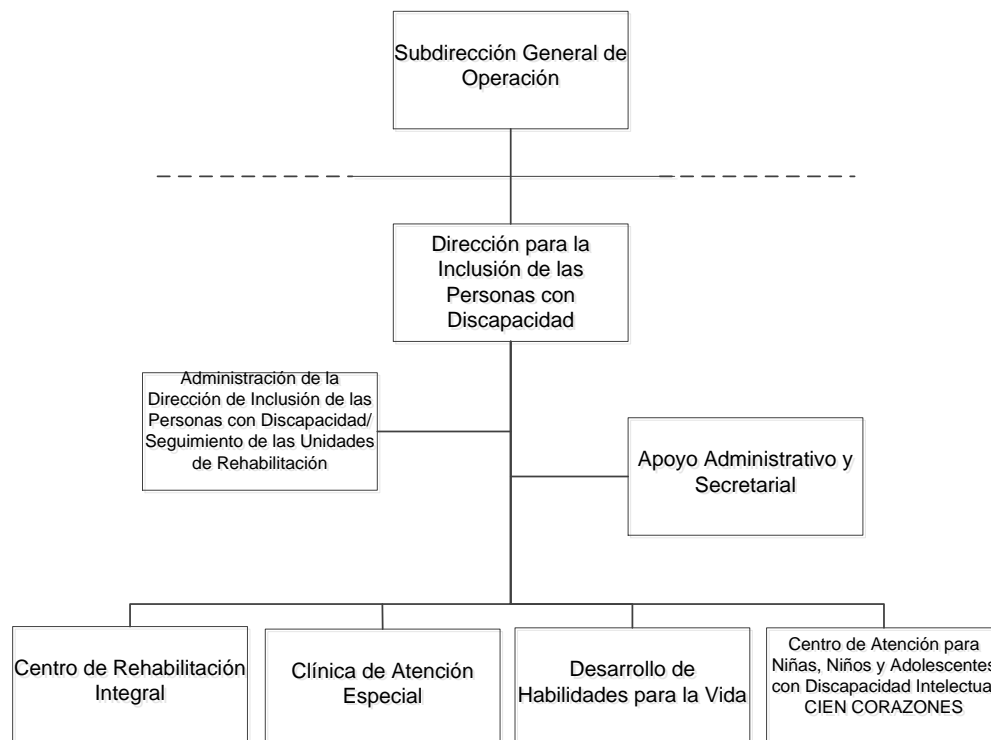 Subdirección General de
Operación
Dirección para la
Inclusión de las
Personas con
Discapacidad
Administración de la
Dirección de Inclusión de las
Personas con Discapacidad/
Seguimiento de las Unidades
de Rehabilitación
Apoyo Administrativo y
Secretarial
Centro de Rehabilitación
Integral
Clínica de Atención
Especial
Desarrollo de
Habilidades para la Vida
Centro de Atención para
Niñas, Niños y Adolescentes
con Discapacidad Intelectua
CIEN CORAZONES